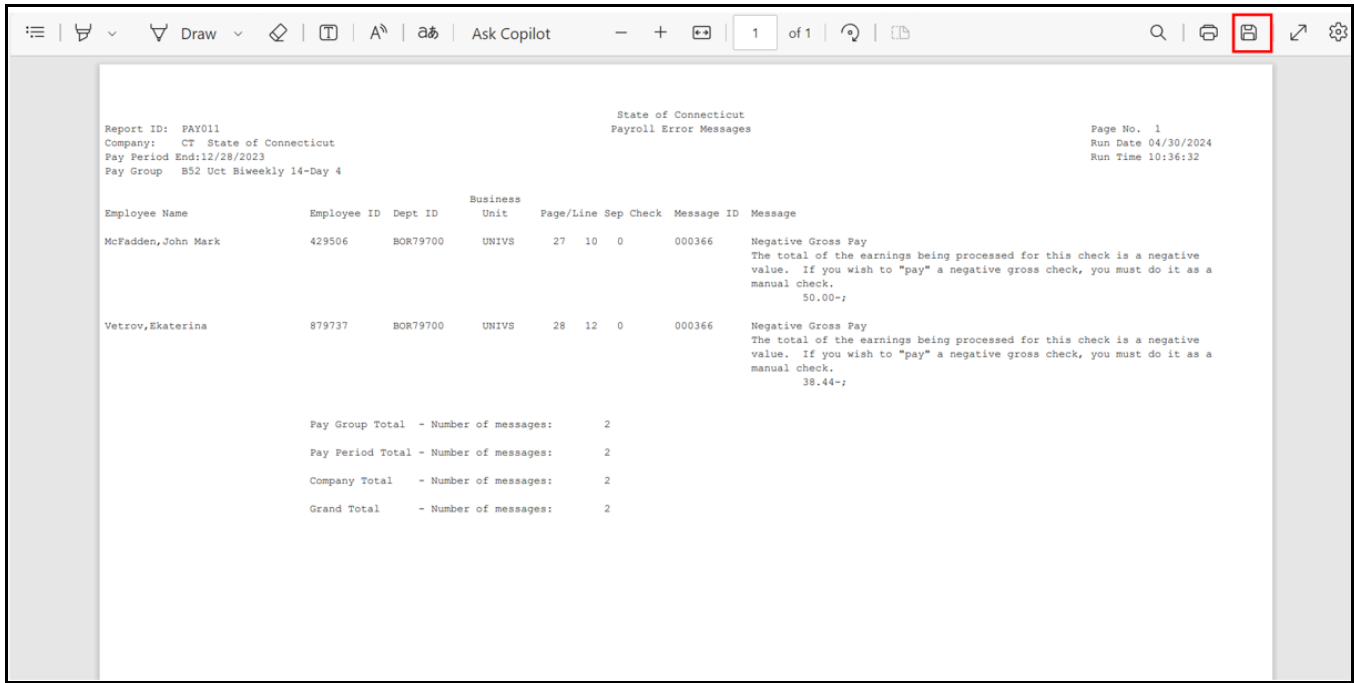 Draw Ask Copilot 1 of 1
State of Connecticut
Report ID: PAY011 Payroll Error Messages Page No. 1
Company: CT State of Connecticut Run Date 04/30/2024
Pay Period End:12/28/2023 Run Time 10:36:32
Pay Group B52 Uct Biweekly 14-Day 4
Business
Employee Name Employee ID Dept ID Unit Page/Line Sep Check Message ID Message
McFadden,John Mark 429506 BOR79700 UNIVS 27 10 0 000366 Negative Gross Pay
The total of the earnings being processed for this check is a negative
value. If you wish to "pay" a negative gross check, you must do it as a
manual check.
50.00-;
Vetrov,Ekaterina 879737 BOR79700 UNIVS 28 12 0 000366 Negative Gross Pay
The total of the earnings being processed for this check is a negative
value. If you wish to "pay" a negative gross check, you must do it as a
manual check.
38.44-;
Pay Group Total - Number of messages: 2
Pay Period Total - Number of messages: 2
Company Total - Number of messages: 2
Grand Total - Number of messages: 2